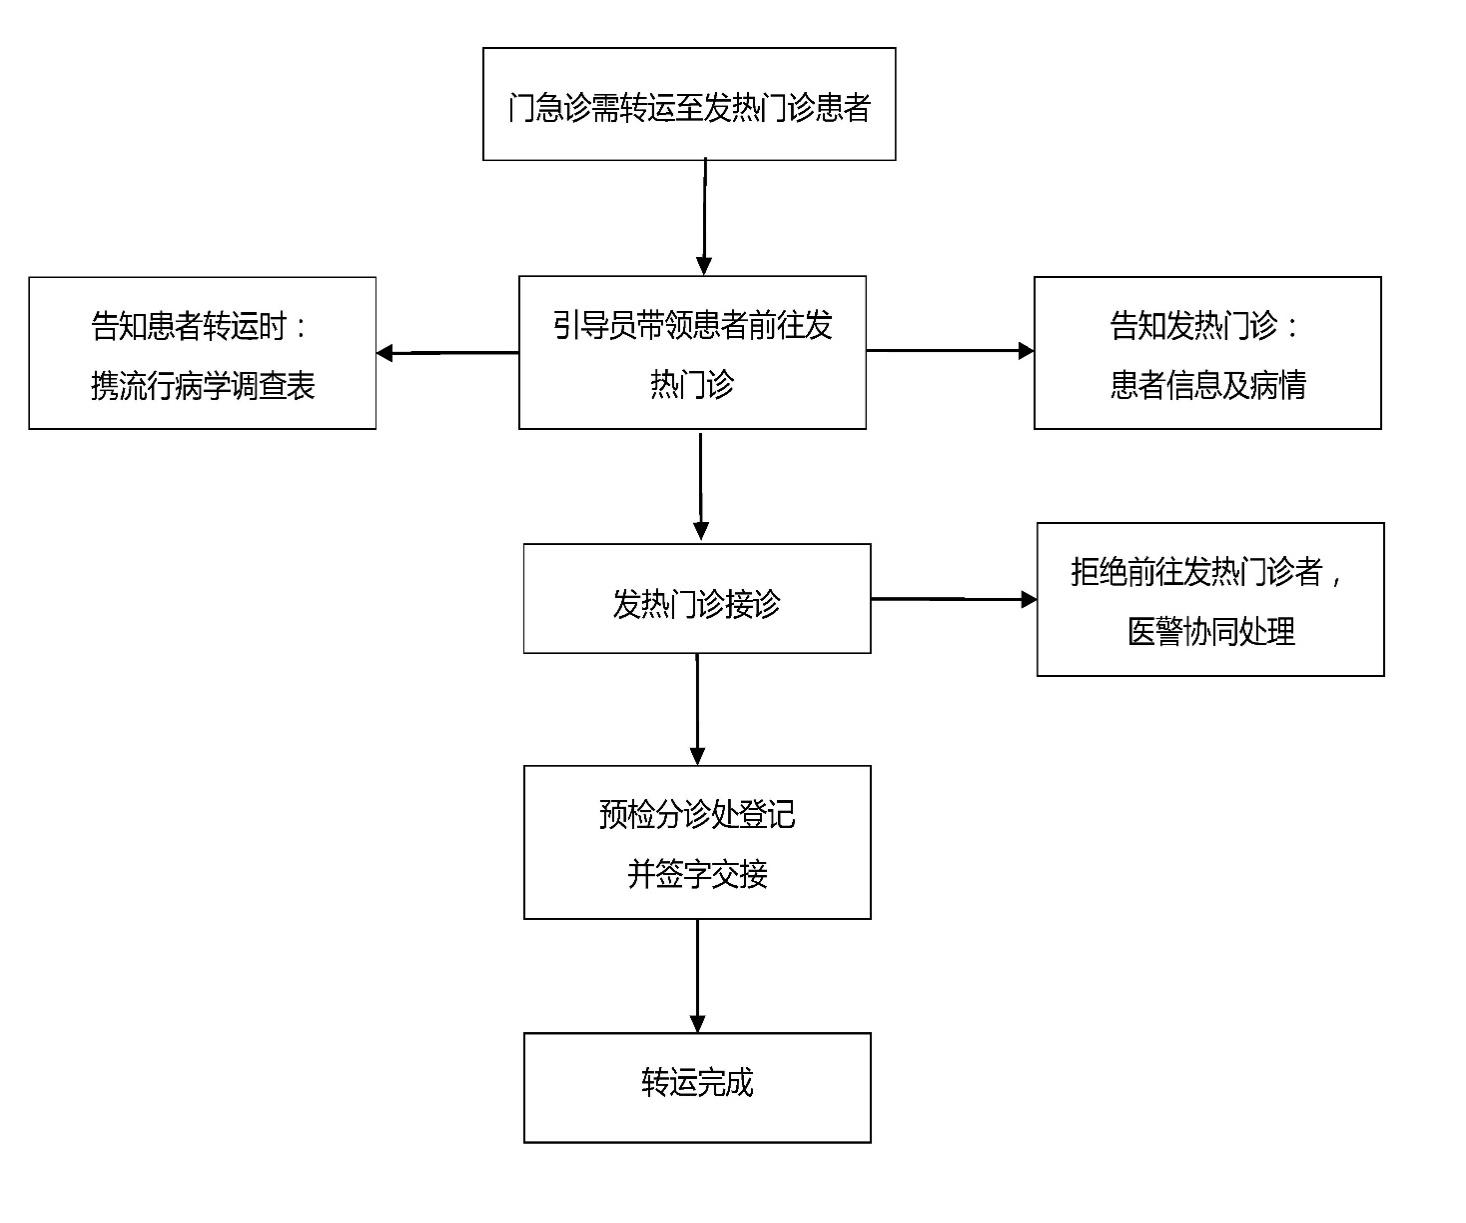 门急诊需转运至发热门诊患者
告知患者转运时：
携流行病学调查表
引导员带领患者前往发
热门诊
告知发热门诊：
患者信息及病情
发热门诊接诊
拒绝前往发热门诊者，
医警协同处理
预检分诊处登记
并签字交接
转运完成